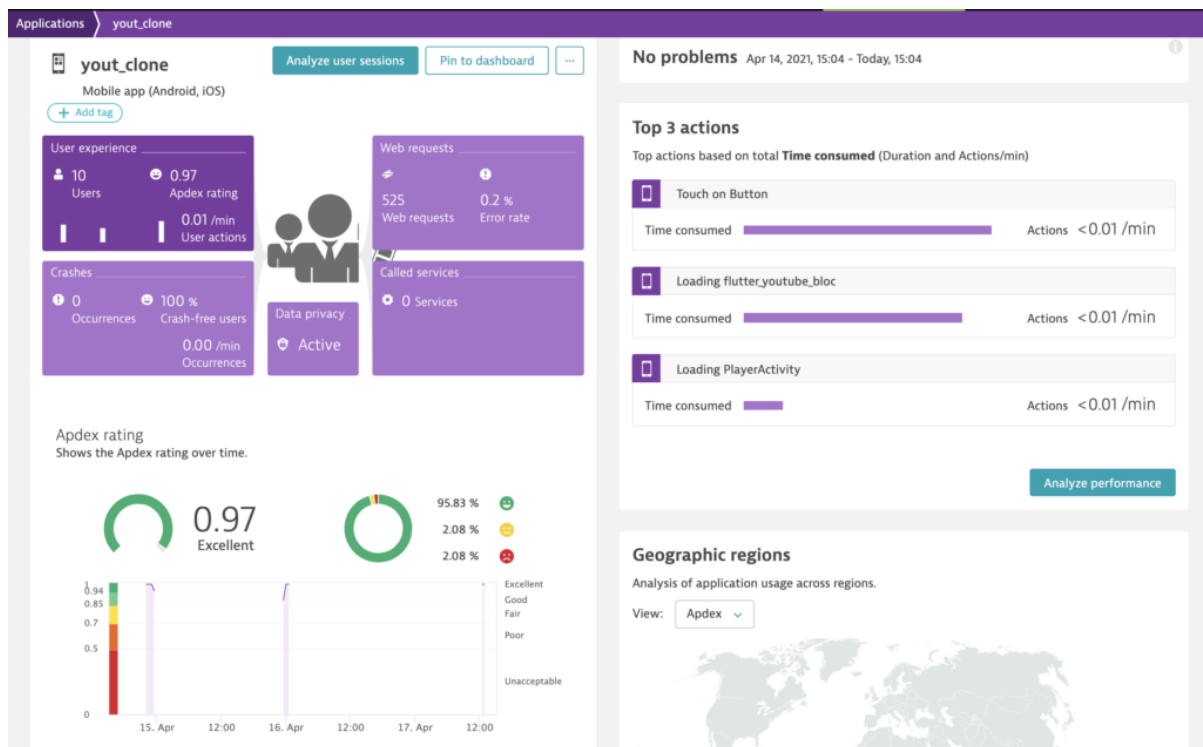 Applications
yout_clone
yout_clone
Analyze user sessions
Pin to dashboard
...
Mobile app (Android, iOS)
+ Add tag
User experience
10
Users
0.97
Apdex rating
0.01 /min
User actions
Web requests
525
Web requests
0.2 %
Error rate
Crashes
0
Occurrences
100 %
Crash-free users
0.00 /min
Occurrences
Data privacy
Active
Called services
0 Services
Apdex rating
Shows the Apdex rating over time.
0.97
Excellent
95.83 %
2.08 %
2.08 %
1
0.94
0.85
0.7
0.5
0
Excellent
Good
Fair
Poor
Unacceptable
15. Apr
12:00
16. Apr
12:00
17. Apr
12:00
No problems Apr 14, 2021, 15:04 - Today, 15:04
Top 3 actions
Top actions based on total Time consumed (Duration and Actions/min)
Touch on Button
Time consumed
Actions <0.01 /min
Loading flutter_youtube_bloc
Time consumed
Actions <0.01 /min
Loading PlayerActivity
Time consumed
Actions <0.01 /min
Analyze performance
Geographic regions
Analysis of application usage across regions.
View: Apdex